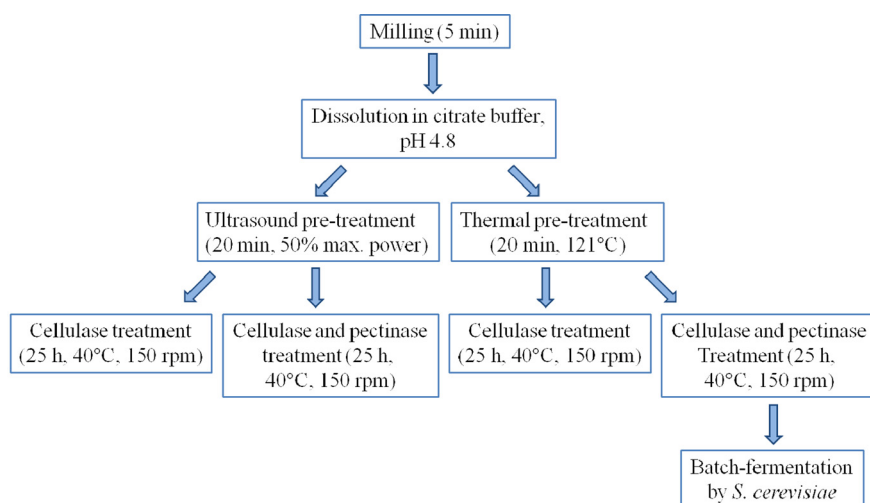 Milling (5 min)
Dissolution in citrate buffer,
pH 4.8
Ultrasound pre-treatment
(20 min, 50% max. power)
Thermal pre-treatment
(20 min, 121°C)
Cellulase treatment
(25 h, 40°C, 150 rpm)
Cellulase and pectinase
treatment (25 h,
40°C, 150 rpm)
Cellulase treatment
(25 h, 40°C, 150 rpm)
Cellulase and pectinase
Treatment (25 h,
40°C, 150 rpm)
Batch-fermentation
by S. cerevisiae